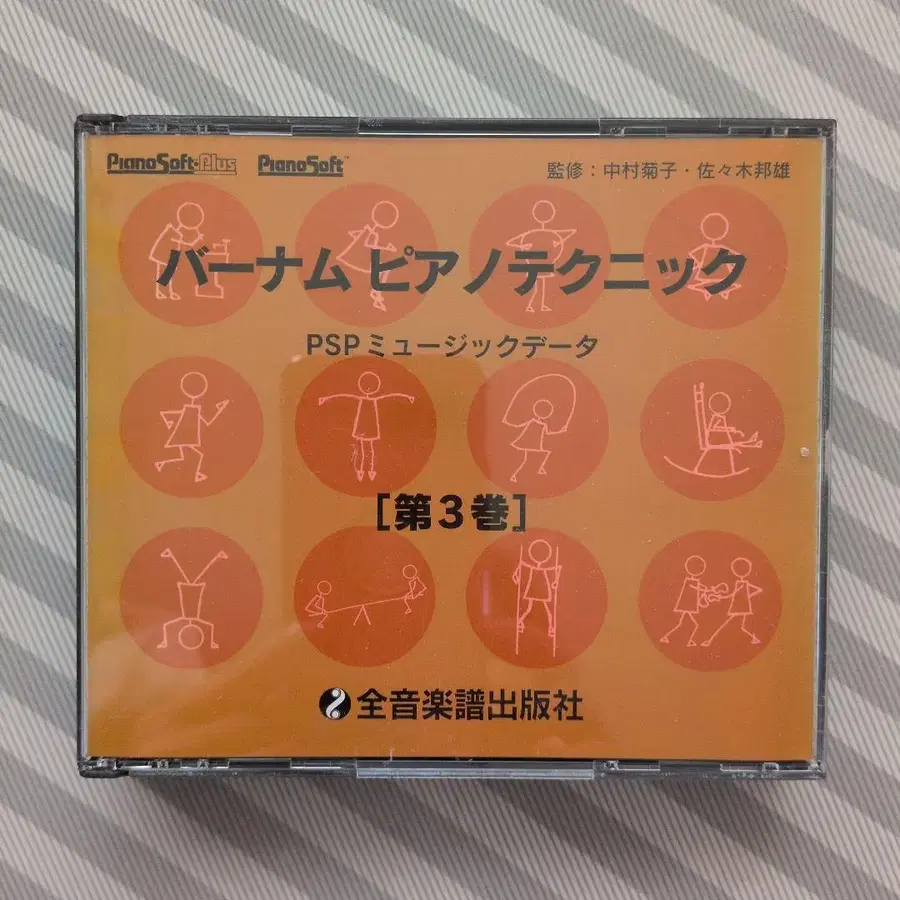 PianoSoft·Plus PianoSoft™ 監修：中村菊子・佐々木邦雄
バーナム ピアノテクニック
PSP ミュージックデータ
［第3巻］
全音楽譜出版社